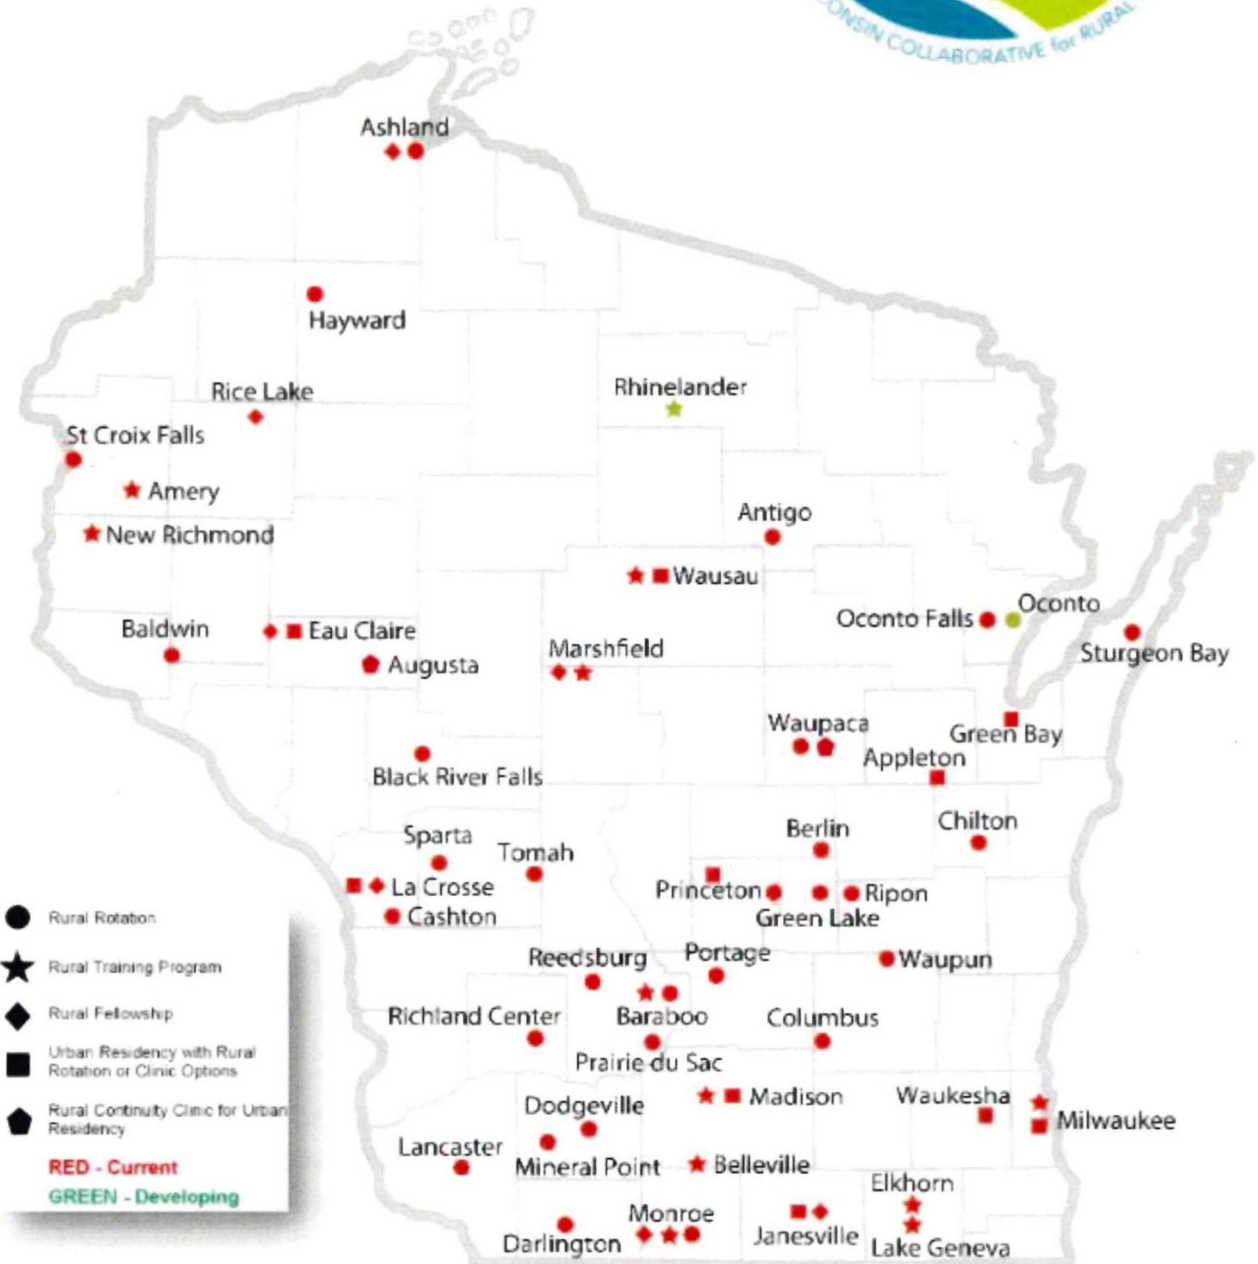 CONSIN COLLABORATIVE for RURAL
Ashland
Hayward
Rice Lake
Rhinelander
St Croix Falls
Amery
New Richmond
Antigo
Wausau
Oconto
Oconto Falls
Baldwin
Eau Claire
Sturgeon Bay
Marshfield
Augusta
Waupaca
Green Bay
Appleton
Black River Falls
Sparta
Berlin
Chilton
Tomah
La Crosse
Princeton
Ripon
Cashton
Green Lake
Reedsburg
Portage
Waupun
Richland Center
Baraboo
Columbus
Prairie du Sac
Madison
Waukesha
Dodgeville
Milwaukee
Lancaster
Mineral Point
Belleville
Elkhorn
Monroe
Darlington
Janesville
Lake Geneva
Rural Rotation
Rural Training Program
Rural Fellowship
Urban Residency with Rural
Rotation or Clinic Options
Rural Continuity Clinic for Urban
Residency
RED - Current
GREEN - Developing